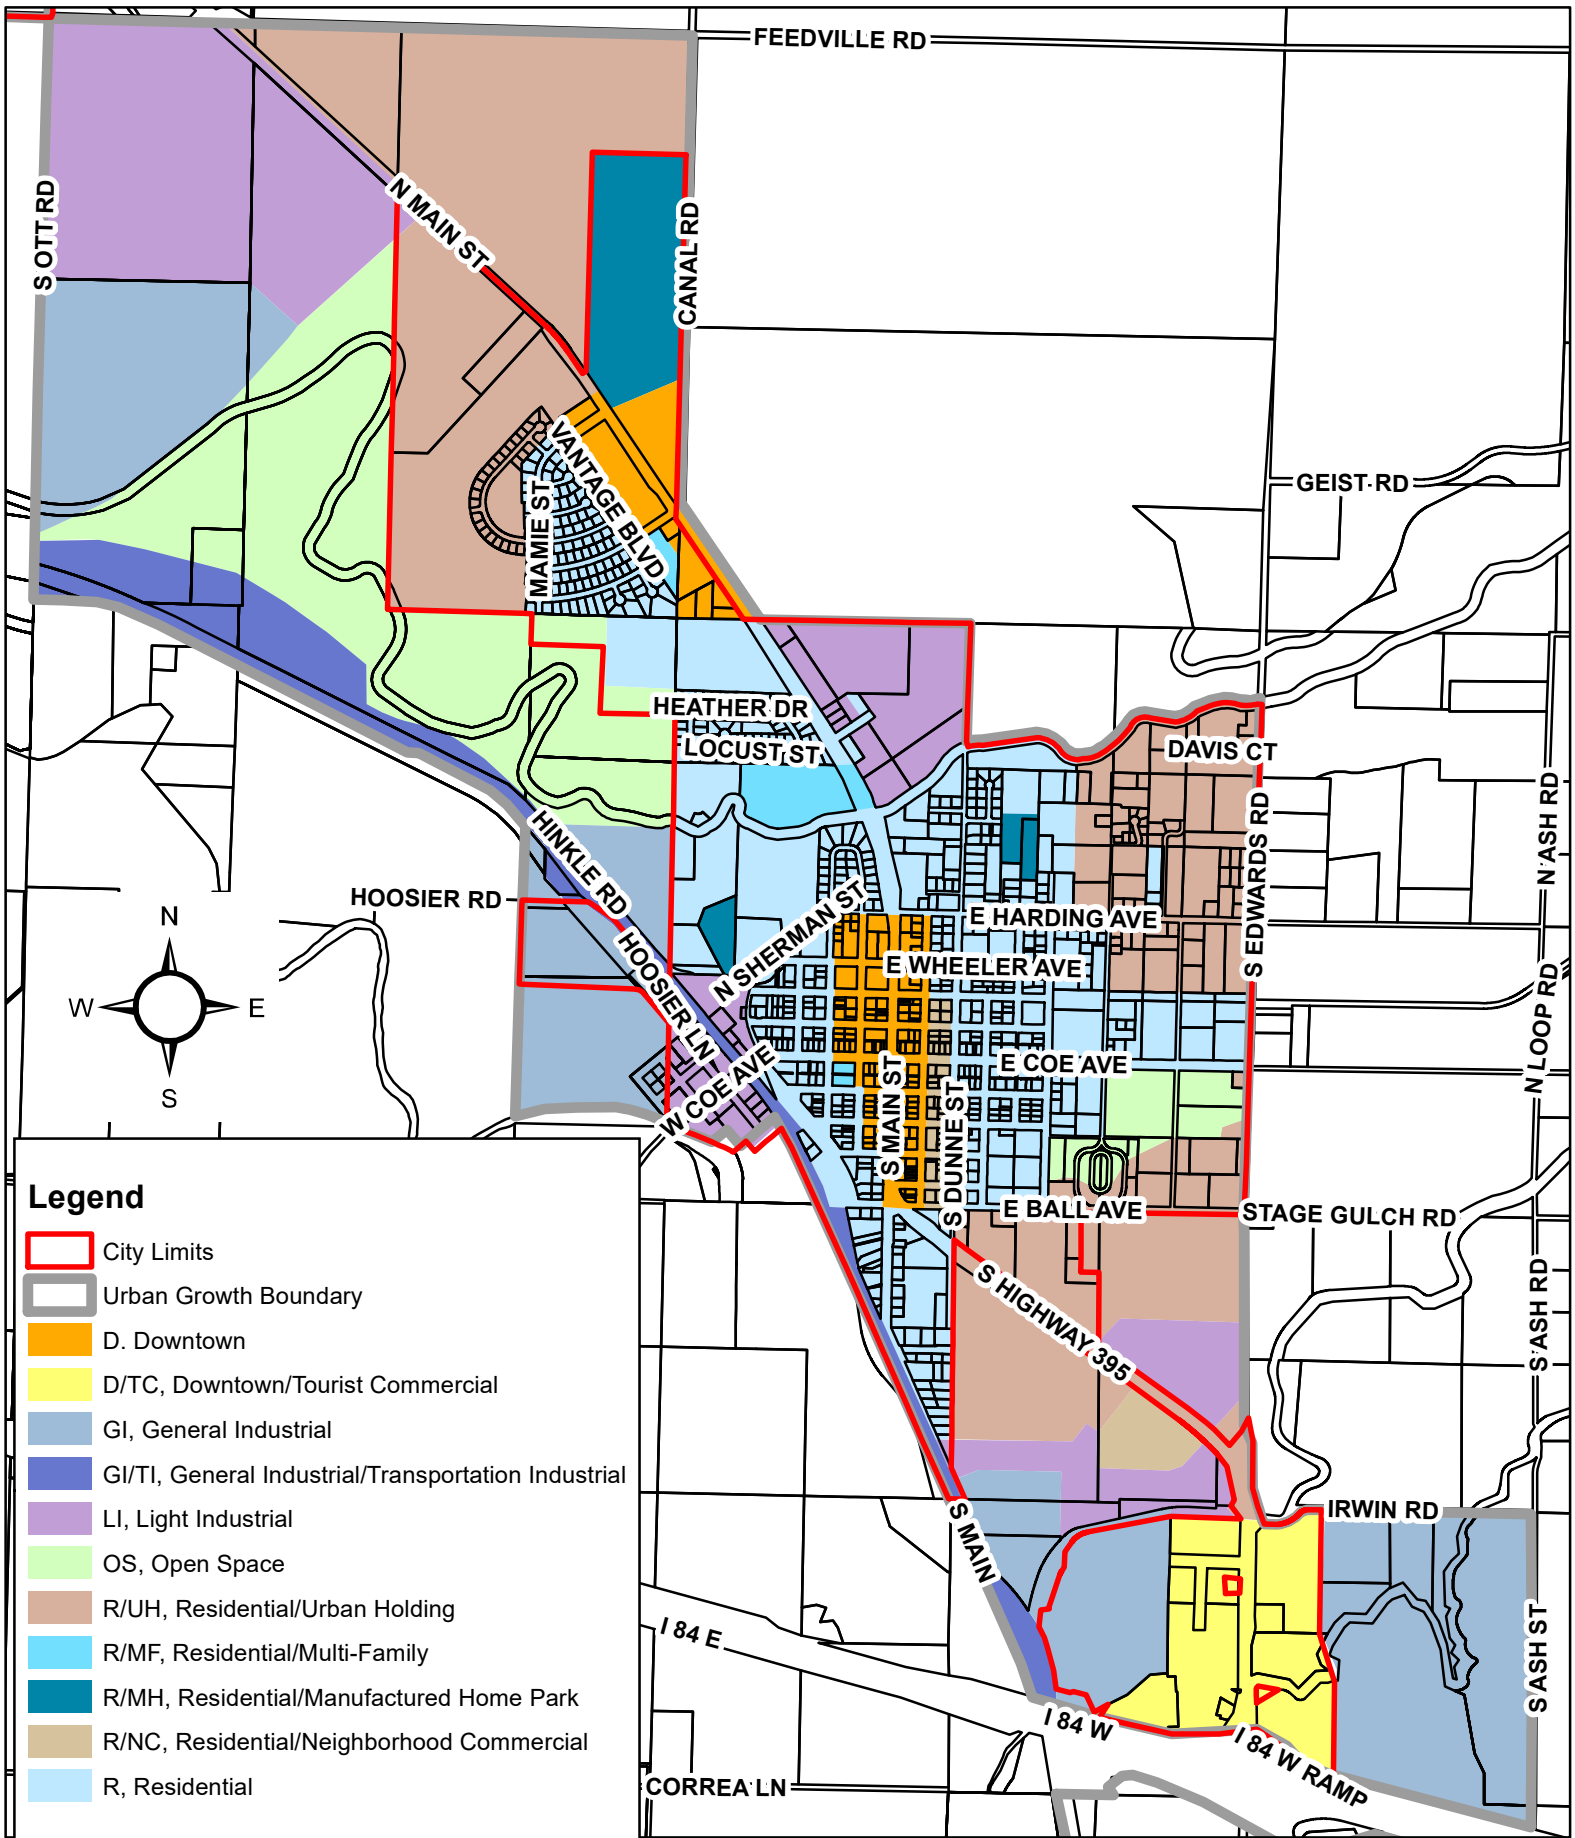 FEEDVILLE RD
S OTT RD
N MAIN ST
CANAL RD
VANTAGE BLVD
MAMIE ST
GEIST RD
HEATHER DR
LOCUST ST
DAVIS CT
HINKLE RD
HOOSIER RD
N SHERMAN ST
E HARDING AVE
S EDWARDS RD
N ASH RD
HOOSIER LN
E WHEELER AVE
N LOOP RD
W COE AVE
E COE AVE
S MAIN ST
S DUNNE ST
E BALL AVE
STAGE GULCH RD
S HIGHWAY 395
S ASH RD
S MAIN
IRWIN RD
S ASH ST
I 84 E
I 84 W
I 84 W RAMP
CORREA LN
N
W
E
S
Legend
City Limits
Urban Growth Boundary
D. Downtown
D/TC, Downtown/Tourist Commercial
GI, General Industrial
GI/TI, General Industrial/Transportation Industrial
LI, Light Industrial
OS, Open Space
R/UH, Residential/Urban Holding
R/MF, Residential/Multi-Family
R/MH, Residential/Manufactured Home Park
R/NC, Residential/Neighborhood Commercial
R, Residential